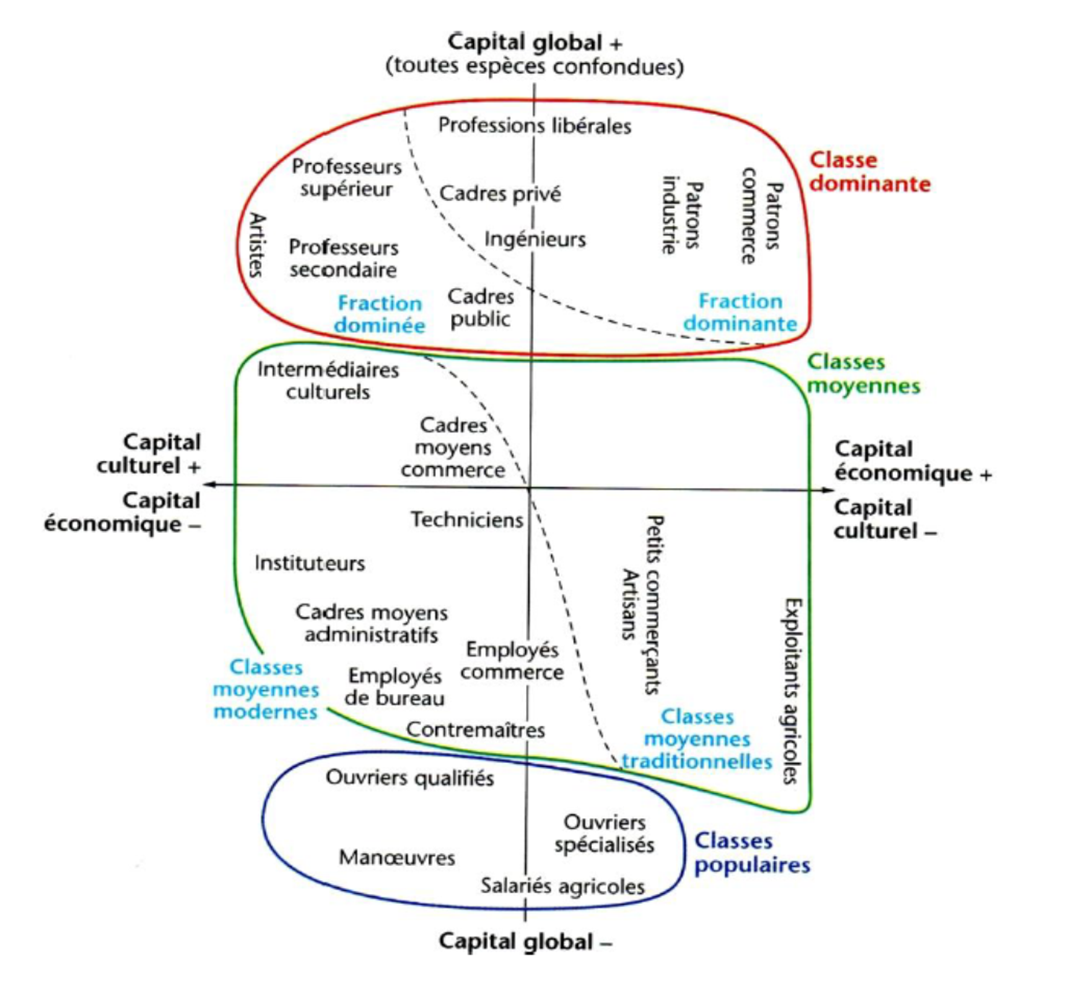 Capital global +
(toutes espèces confondues)
Professions libérales
Classe
dominante
Professeurs
supérieur
Cadres privé
Patrons
industrie
Patrons
commerce
Artistes
Ingénieurs
Professeurs
secondaire
Fraction
dominée
Cadres
public
Fraction
dominante
Classes
moyennes
Intermédiaires
culturels
Cadres
moyens
commerce
Capital
culturel +
Capital
économique –
Capital
économique +
Capital
culturel –
Techniciens
Petits commerçants
Artisans
Instituteurs
Exploitants agricoles
Cadres moyens
administratifs
Employés
commerce
Classes
moyennes
modernes
Employés
de bureau
Classes
moyennes
traditionnelles
Contremaîtres
Ouvriers qualifiés
Ouvriers
spécialisés
Classes
populaires
Manœuvres
Salariés agricoles
Capital global –